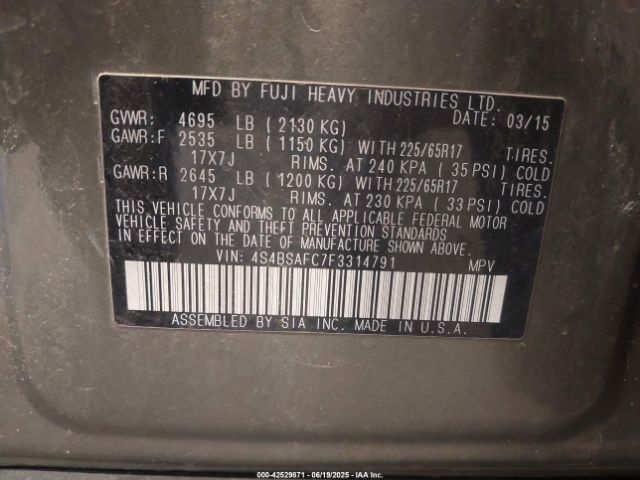 MFD BY FUJI HEAVY INDUSTRIES LTD.
GVWR: 4695 LB ( 2130 KG) DATE: 03/15
GAWR:F 2535 LB ( 1150 KG) WITH 225/65R17 TIRES.
17X7J RIMS. AT 240 KPA ( 35 PSI) COLD
GAWR:R 2645 LB ( 1200 KG) WITH 225/65R17 TIRES.
17X7J RIMS. AT 230 KPA ( 33 PSI) COLD
THIS VEHICLE CONFORMS TO ALL APPLICABLE FEDERAL MOTOR
VEHICLE SAFETY AND THEFT PREVENTION STANDARDS
IN EFFECT ON THE DATE OF MANUFACTURE SHOWN ABOVE.
VIN: 4S4BSAFC7F3314791 MPV
ASSEMBLED BY SIA INC. MADE IN U.S.A.
000-42529871 - 06/19/2025 - IAA Inc.